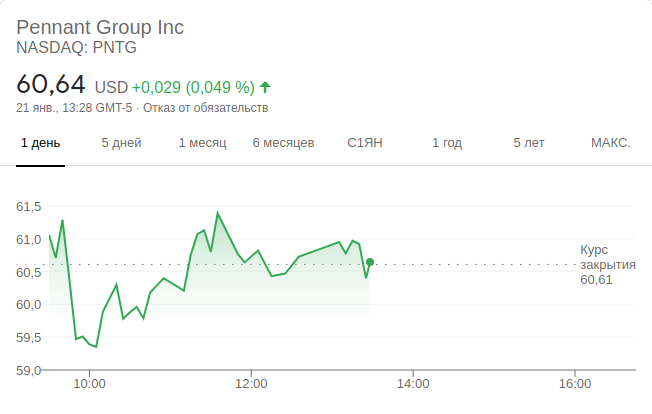 Pennant Group Inc
NASDAQ: PNTG
60,64 USD +0,029 (0,049 %)
21 янв., 13:28 GMT-5 · Отказ от обязательств
1 день 5 дней 1 месяц 6 месяцев С1ЯН 1 год 5 лет МАКС.
61,5
61,0
60,5
60,0
59,5
59,0
Курс
закрытия
60,61
10:00 12:00 14:00 16:00